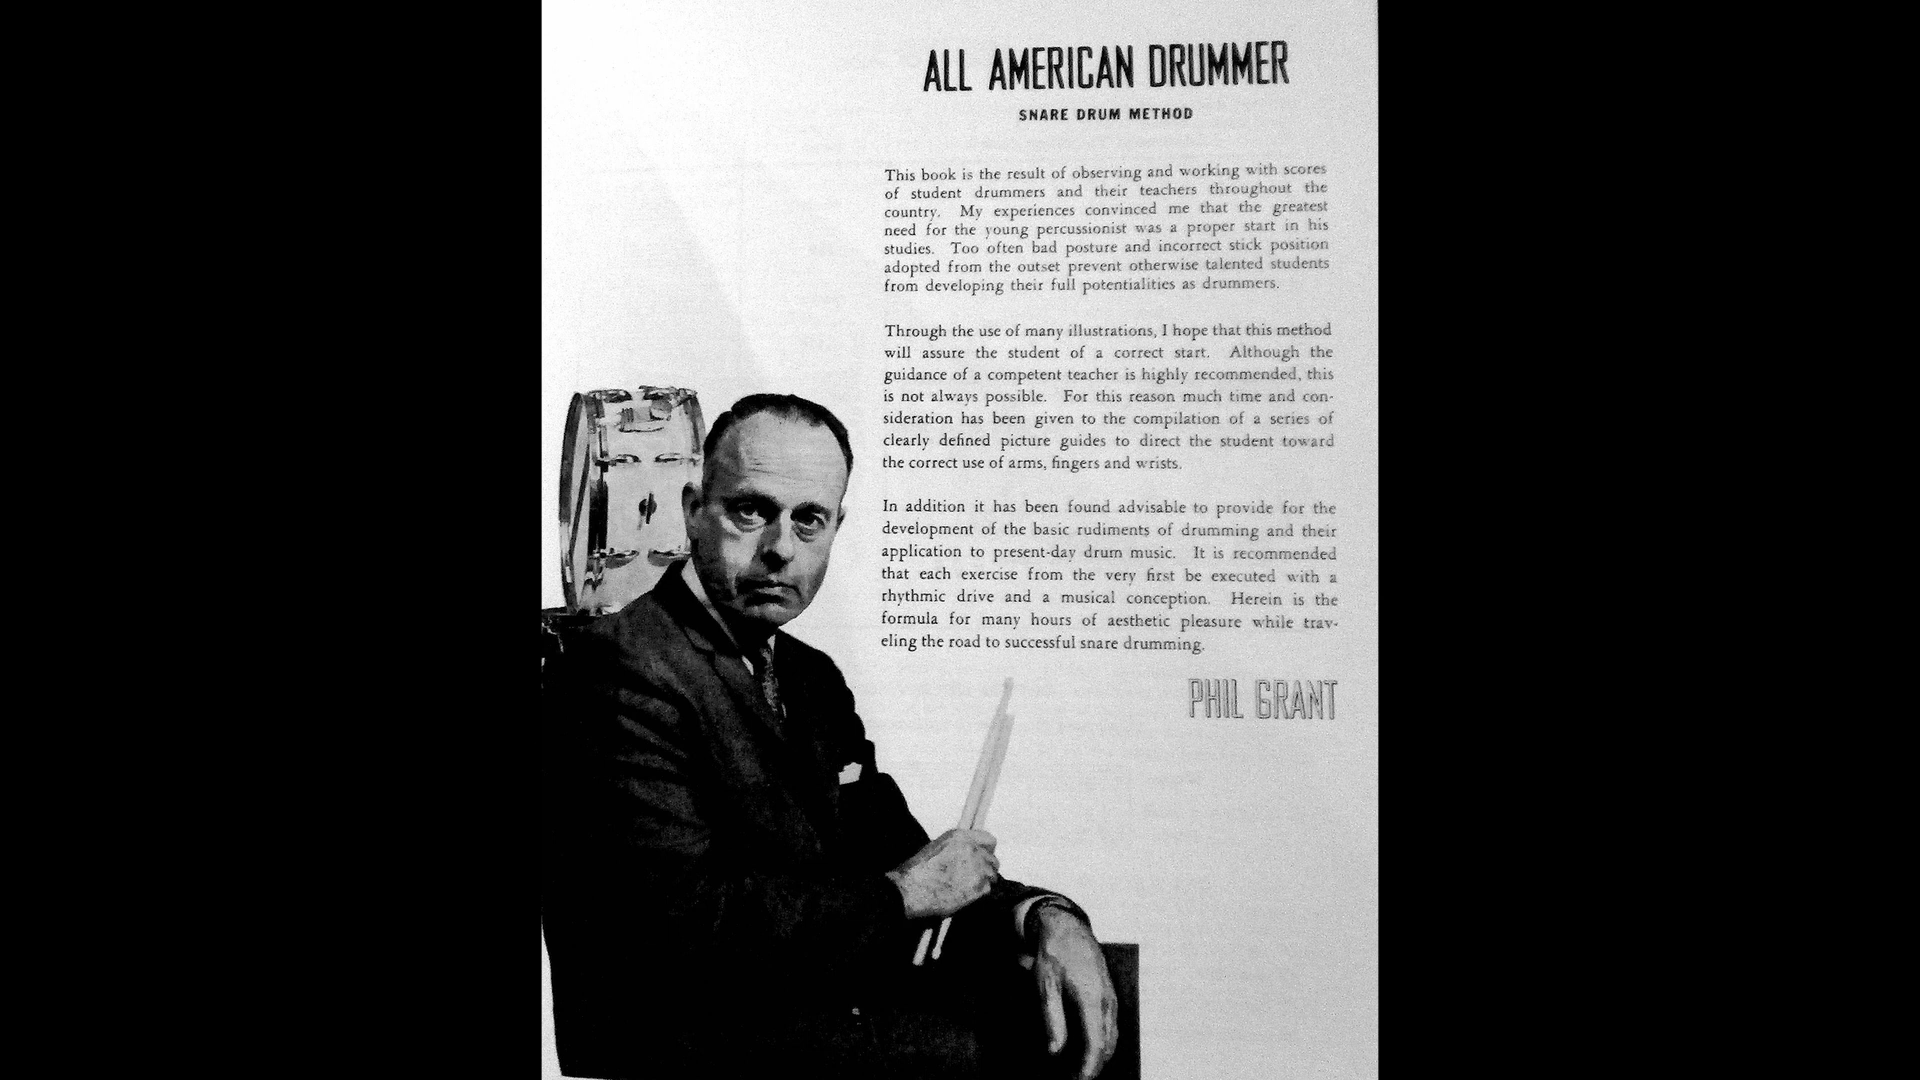 ALL AMERICAN DRUMMER
SNARE DRUM METHOD
This book is the result of observing and working with scores
of student drummers and their teachers throughout the
country. My experiences convinced me that the greatest
need for the young percussionist was a proper start in his
studies. Too often bad posture and incorrect stick position
adopted from the outset prevent otherwise talented students
from developing their full potentialities as drummers.
Through the use of many illustrations, I hope that this method
will assure the student of a correct start. Although the
guidance of a competent teacher is highly recommended, this
is not always possible. For this reason much time and con-
sideration has been given to the compilation of a series of
clearly defined picture guides to direct the student toward
the correct use of arms, fingers and wrists.
In addition it has been found advisable to provide for the
development of the basic rudiments of drumming and their
application to present-day drum music. It is recommended
that each exercise from the very first be executed with a
rhythmic drive and a musical conception. Herein is the
formula for many hours of aesthetic pleasure while trav-
eling the road to successful snare drumming.
PHIL GRANT